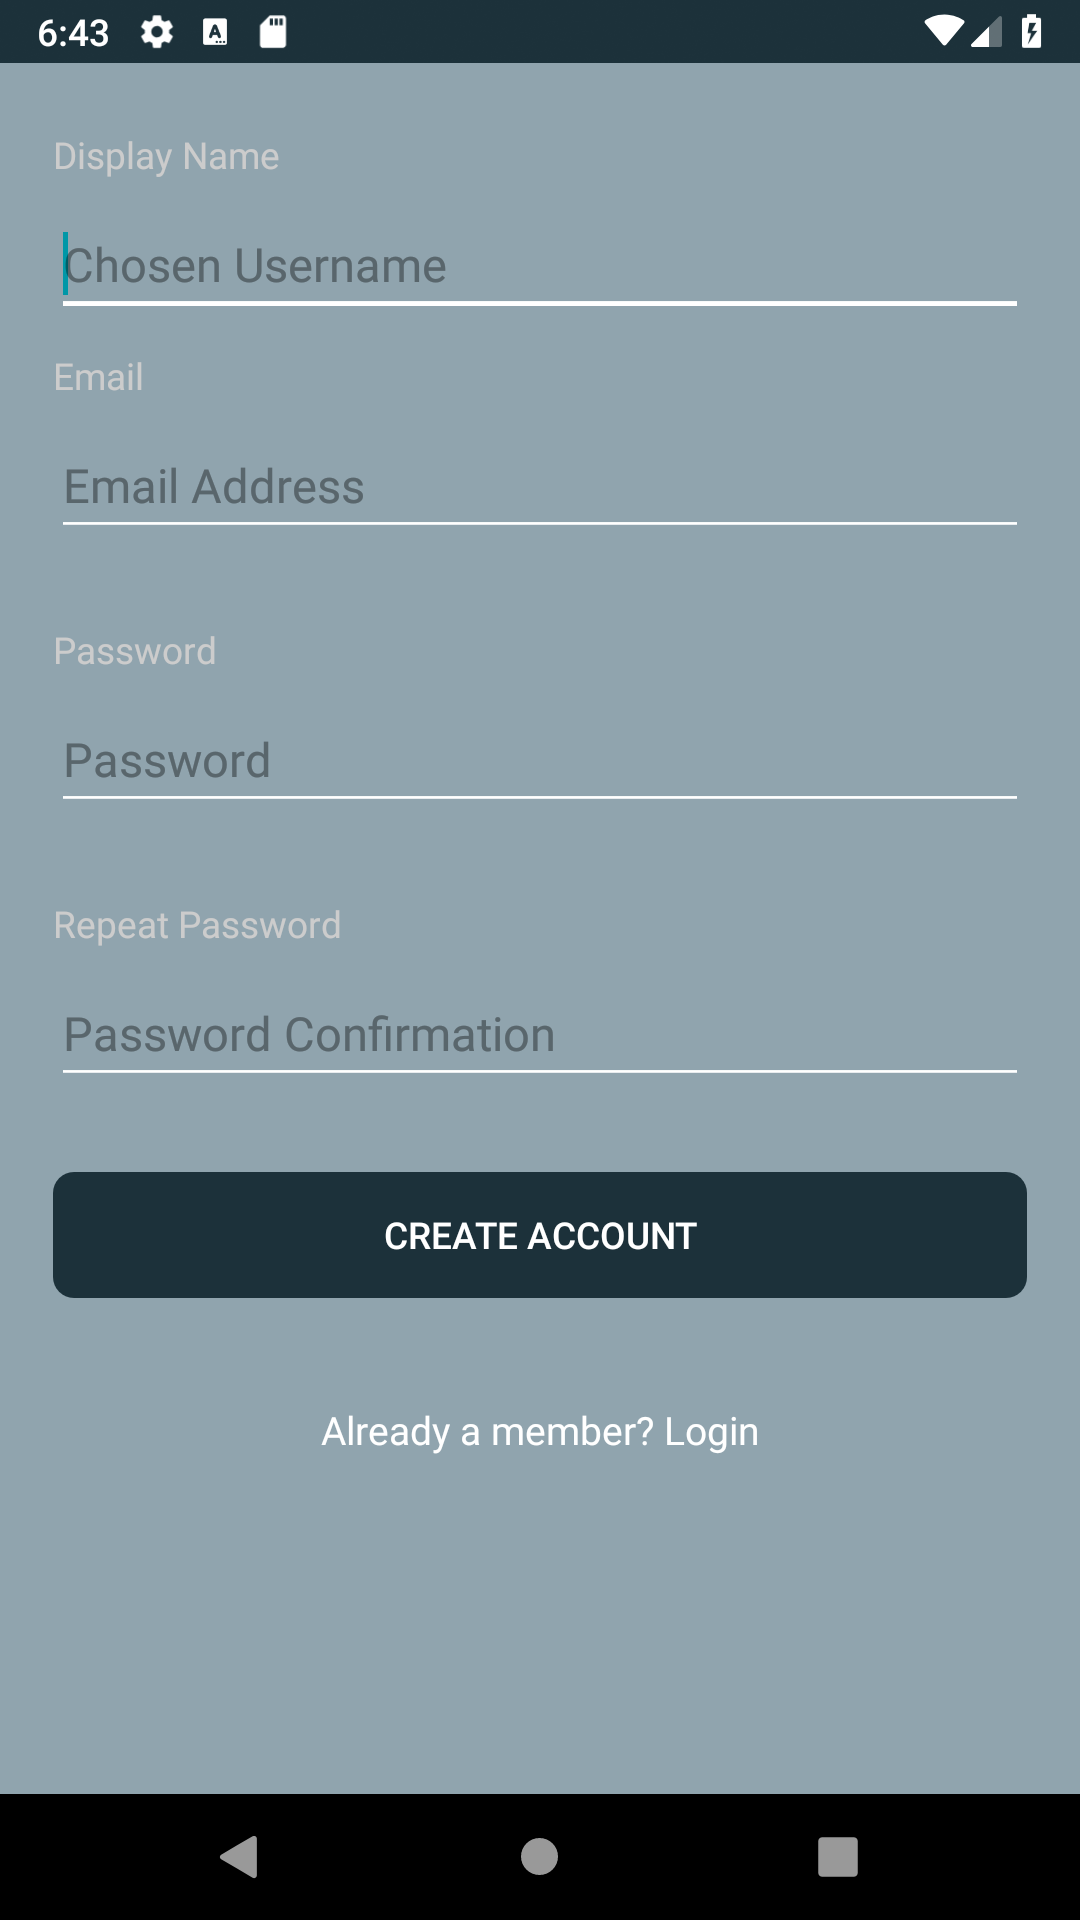 6:43
Display Name
Chosen Username
Email
Email Address
Password
Password
Repeat Password
Password Confirmation
CREATE ACCOUNT
Already a member? Login